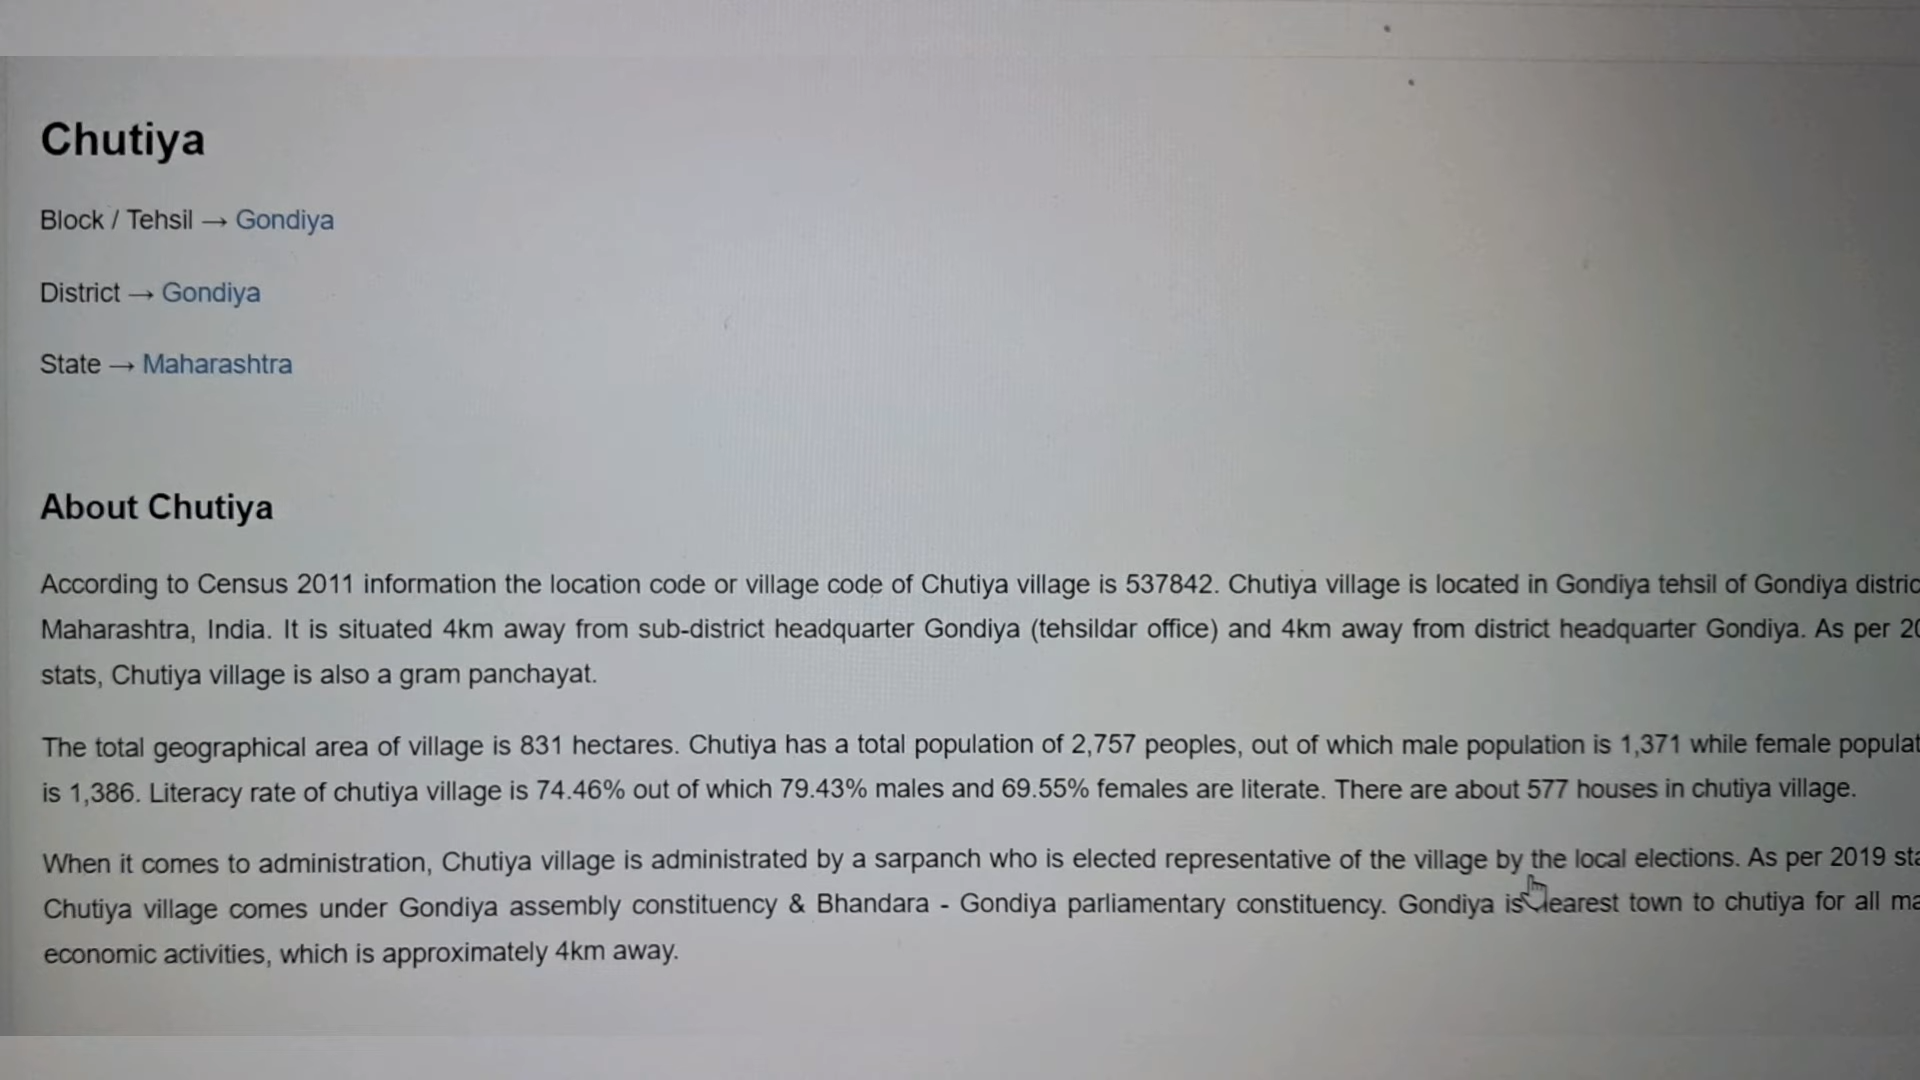 Chutiya
Block / Tehsil → Gondiya
District → Gondiya
State → Maharashtra
About Chutiya
According to Census 2011 information the location code or village code of Chutiya village is 537842. Chutiya village is located in Gondiya tehsil of Gondiya distric
Maharashtra, India. It is situated 4km away from sub-district headquarter Gondiya (tehsildar office) and 4km away from district headquarter Gondiya. As per 20
stats, Chutiya village is also a gram panchayat.
The total geographical area of village is 831 hectares. Chutiya has a total population of 2,757 peoples, out of which male population is 1,371 while female populat
is 1,386. Literacy rate of chutiya village is 74.46% out of which 79.43% males and 69.55% females are literate. There are about 577 houses in chutiya village.
When it comes to administration, Chutiya village is administrated by a sarpanch who is elected representative of the village by the local elections. As per 2019 sta
Chutiya village comes under Gondiya assembly constituency & Bhandara - Gondiya parliamentary constituency. Gondiya is nearest town to chutiya for all ma
economic activities, which is approximately 4km away.